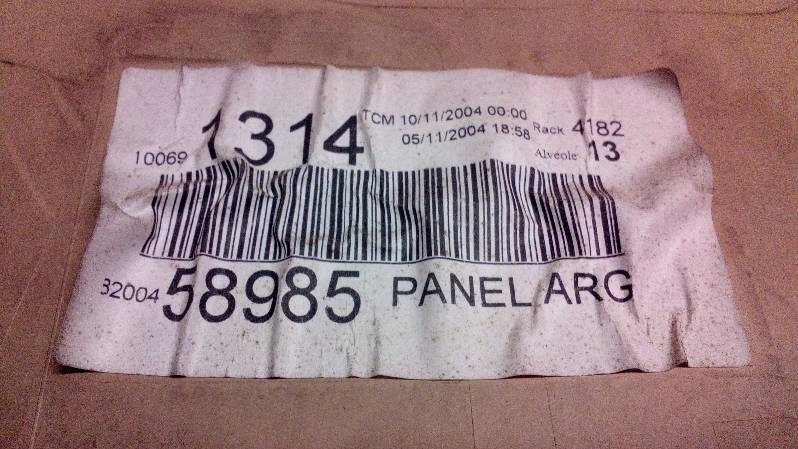 10069 1314 TCM 10/11/2004 00:00 Rack 4182
05/11/2004 18:58 Alvéole 13
32004 58985 PANEL ARG